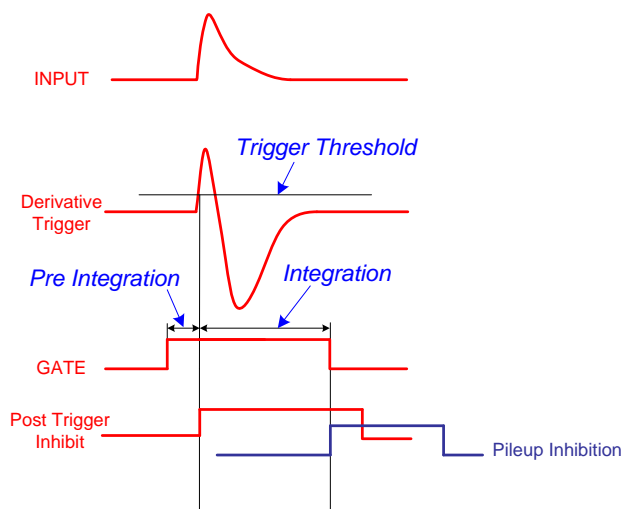 INPUT
Trigger Threshold
Derivative
Trigger
Pre Integration
Integration
GATE
Post Trigger
Inhibit
Pileup Inhibition